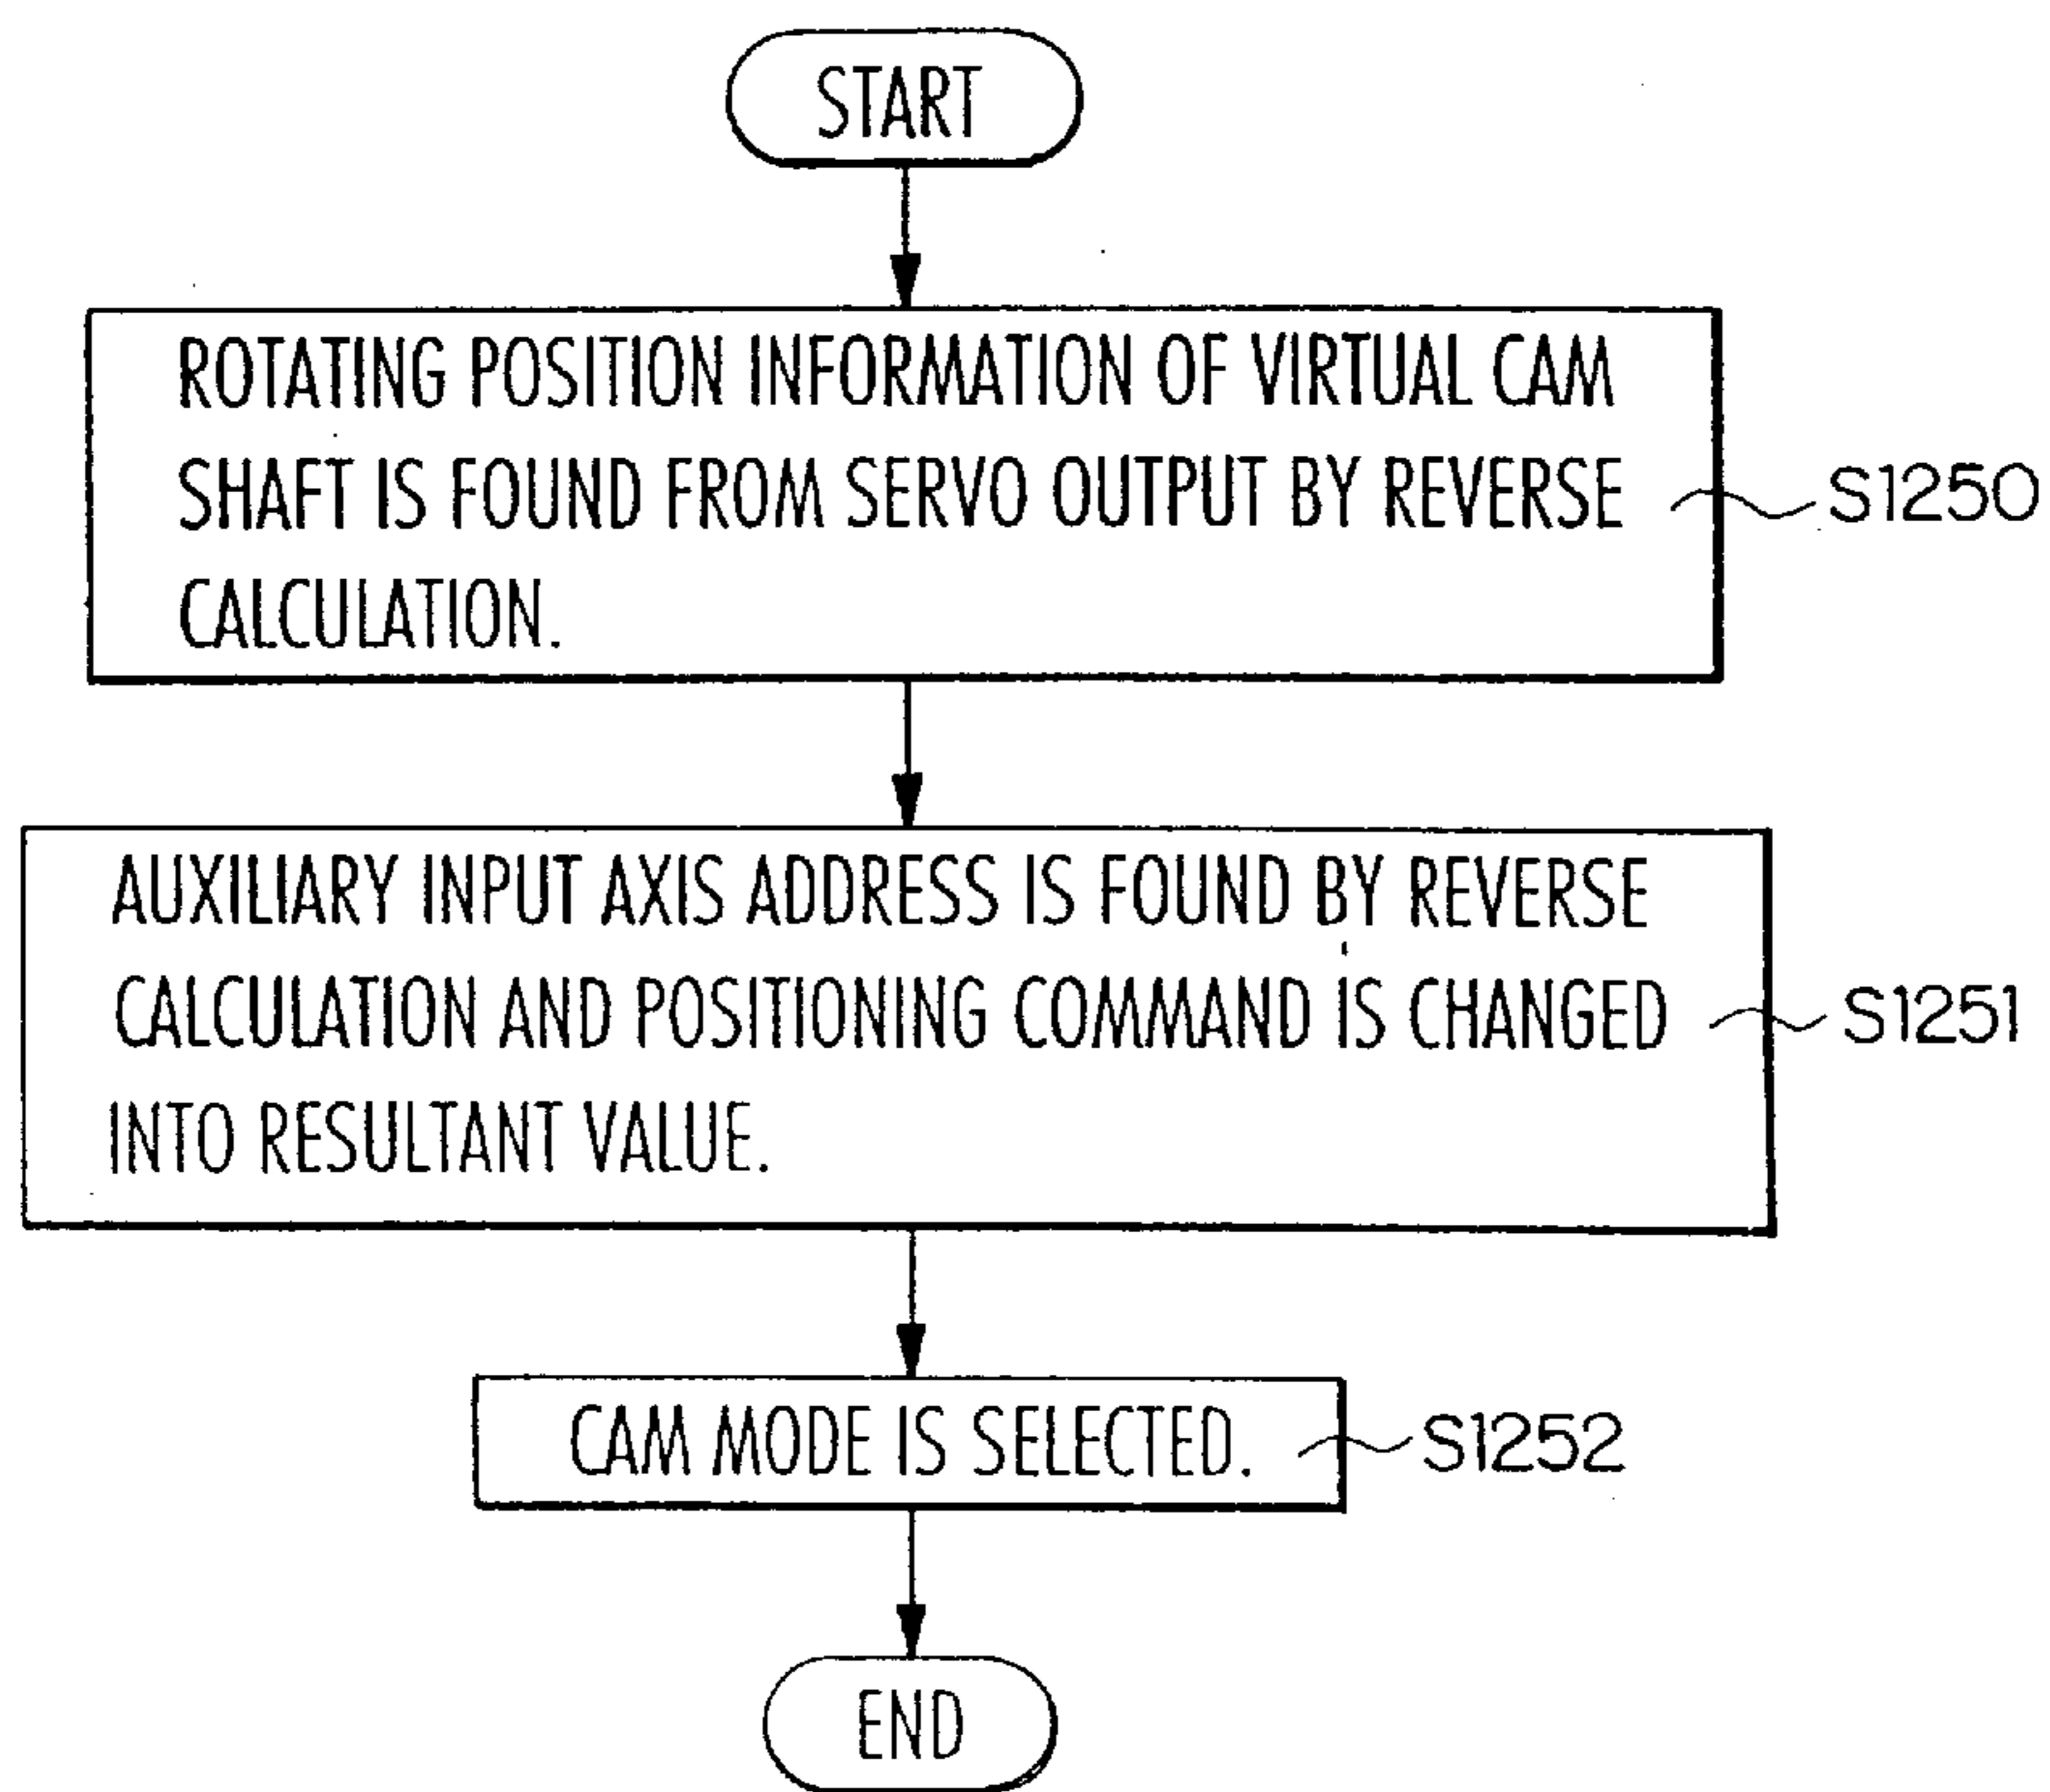 START
ROTATING POSITION INFORMATION OF VIRTUAL CAM
SHAFT IS FOUND FROM SERVO OUTPUT BY REVERSE
CALCULATION.
S1250
AUXILIARY INPUT AXIS ADDRESS IS FOUND BY REVERSE
CALCULATION AND POSITIONING COMMAND IS CHANGED
INTO RESULTANT VALUE.
S1251
CAM MODE IS SELECTED.
S1252
END